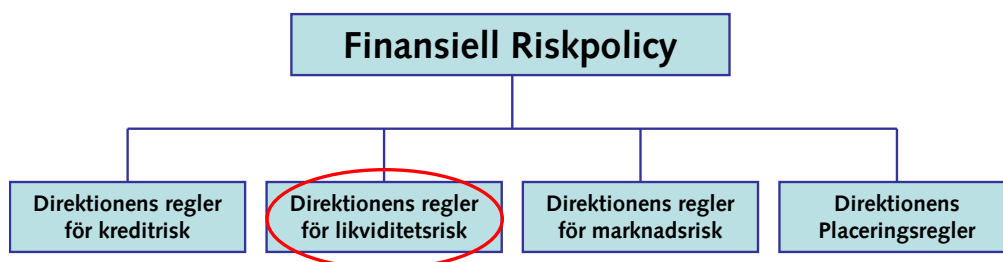 Finansiell Riskpolicy
Direktionens regler
för kreditrisk
Direktionens regler
för likviditetsrisk
Direktionens regler
för marknadsrisk
Direktionens
Placeringsregler